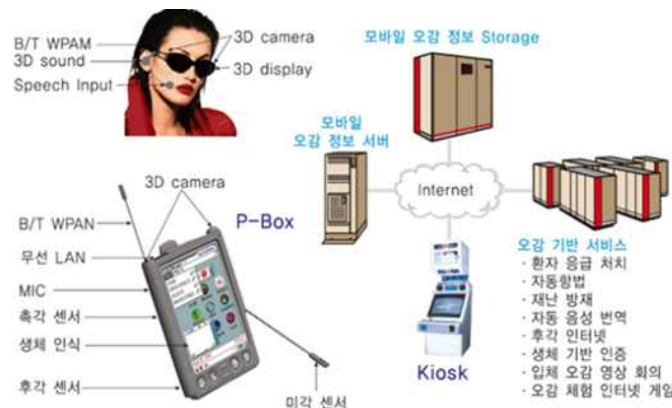 B/T WPAM
3D sound
Speech Input
3D camera
3D display
모바일 오감 정보 Storage
모바일
오감 정보 서버
Internet
3D camera
P-Box
B/T WPAN
무선 LAN
MIC
촉각 센서
생체 인식
후각 센서
미각 센서
Kiosk
오감 기반 서비스
· 환자 응급 처치
· 자동항법
· 재난 방재
· 자동 음성 번역
· 후각 인터넷
· 생체 기반 인증
· 입체 오감 영상 회의
· 오감 체험 인터넷 게임